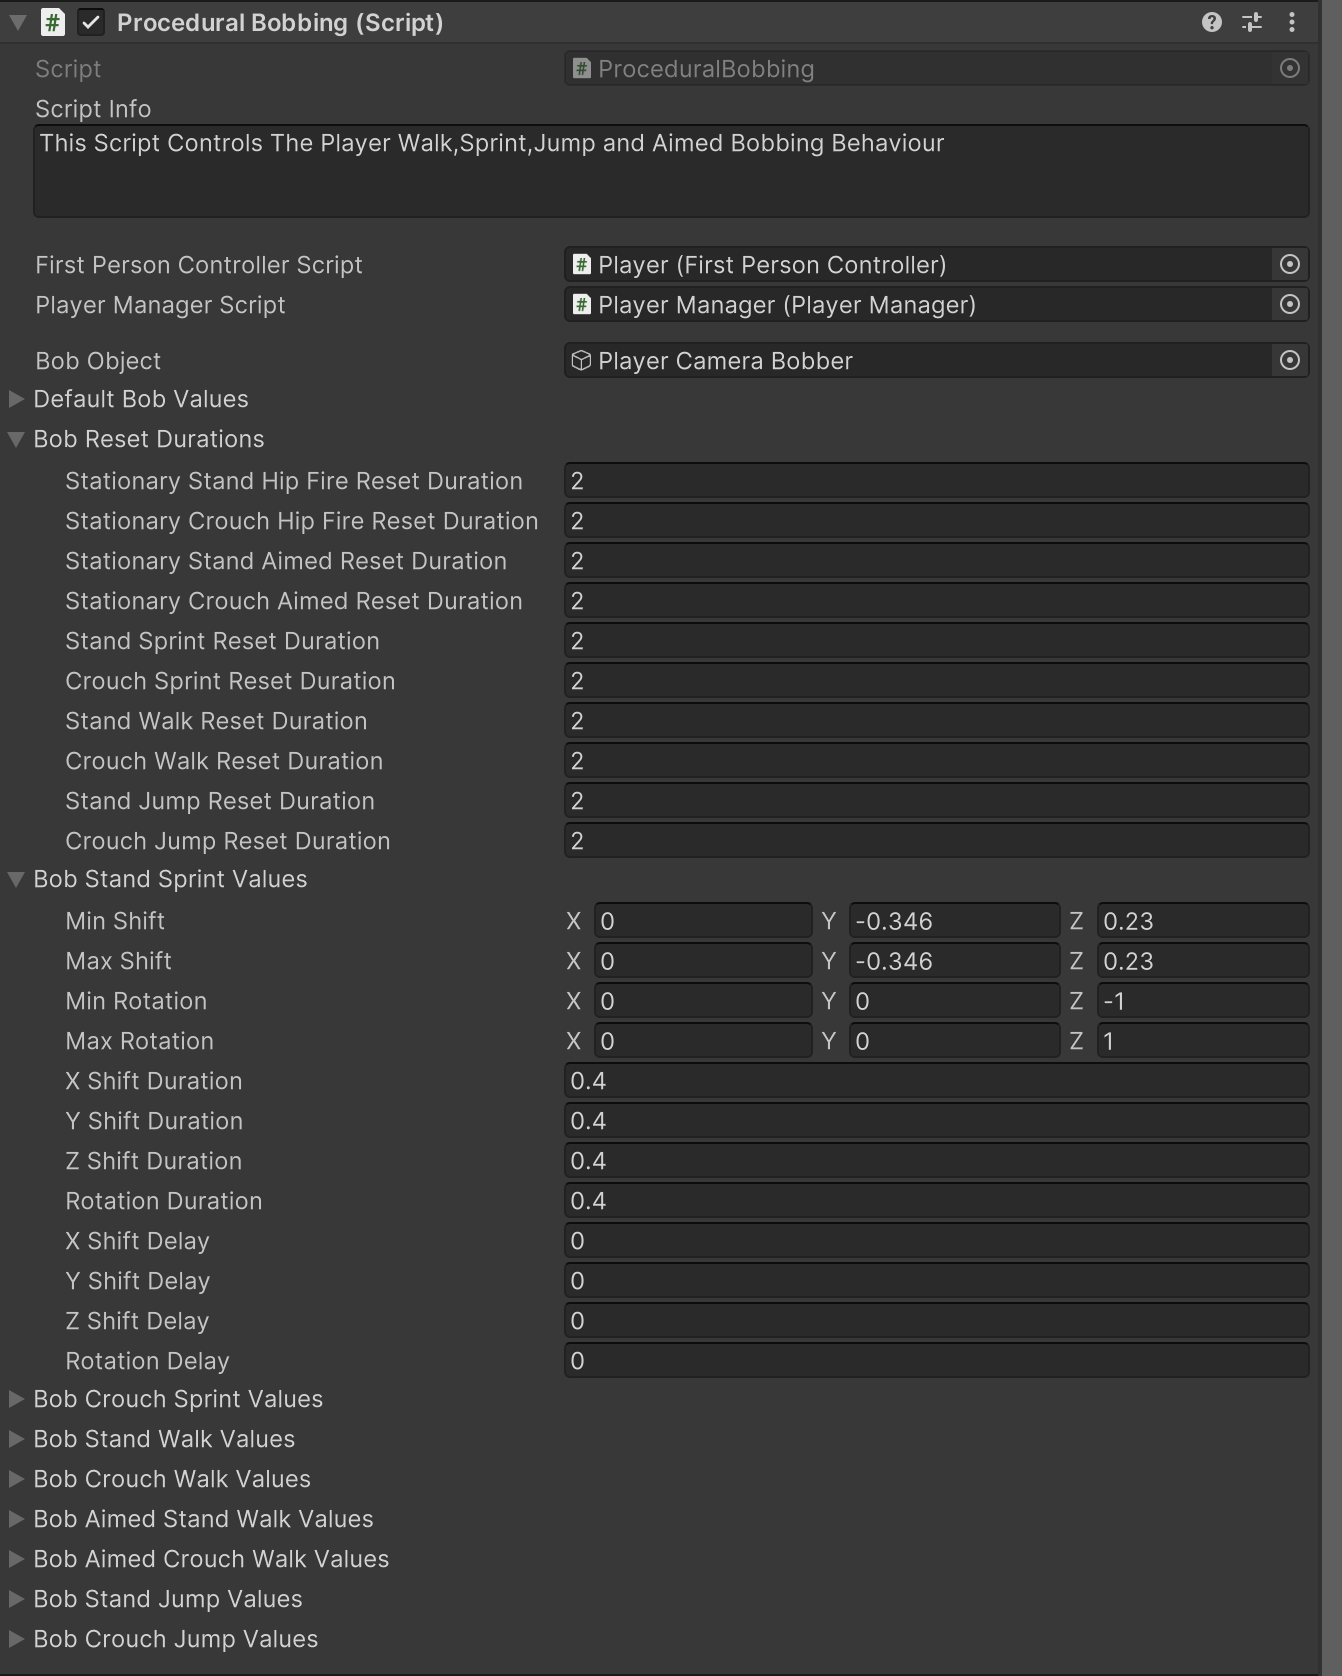 Procedural Bobbing (Script)
Script # ProceduralBobbing
Script Info
This Script Controls The Player Walk,Sprint,Jump and Aimed Bobbing Behaviour
First Person Controller Script # Player (First Person Controller)
Player Manager Script # Player Manager (Player Manager)
Bob Object Player Camera Bobber
Default Bob Values
Bob Reset Durations
Stationary Stand Hip Fire Reset Duration 2
Stationary Crouch Hip Fire Reset Duration 2
Stationary Stand Aimed Reset Duration 2
Stationary Crouch Aimed Reset Duration 2
Stand Sprint Reset Duration 2
Crouch Sprint Reset Duration 2
Stand Walk Reset Duration 2
Crouch Walk Reset Duration 2
Stand Jump Reset Duration 2
Crouch Jump Reset Duration 2
Bob Stand Sprint Values
Min Shift X 0 Y -0.346 Z 0.23
Max Shift X 0 Y -0.346 Z 0.23
Min Rotation X 0 Y 0 Z -1
Max Rotation X 0 Y 0 Z 1
X Shift Duration 0.4
Y Shift Duration 0.4
Z Shift Duration 0.4
Rotation Duration 0.4
X Shift Delay 0
Y Shift Delay 0
Z Shift Delay 0
Rotation Delay 0
Bob Crouch Sprint Values
Bob Stand Walk Values
Bob Crouch Walk Values
Bob Aimed Stand Walk Values
Bob Aimed Crouch Walk Values
Bob Stand Jump Values
Bob Crouch Jump Values